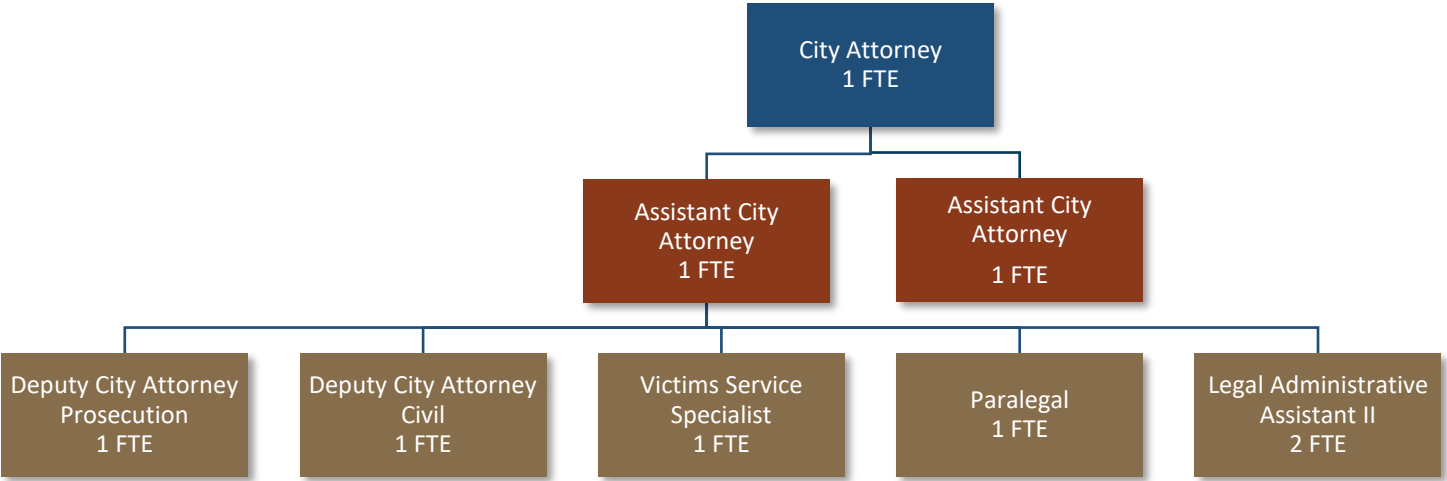 City Attorney
1 FTE
Assistant City
Attorney
1 FTE
Assistant City
Attorney
1 FTE
Deputy City Attorney
Prosecution
1 FTE
Deputy City Attorney
Civil
1 FTE
Victims Service
Specialist
1 FTE
Paralegal
1 FTE
Legal Administrative
Assistant II
2 FTE